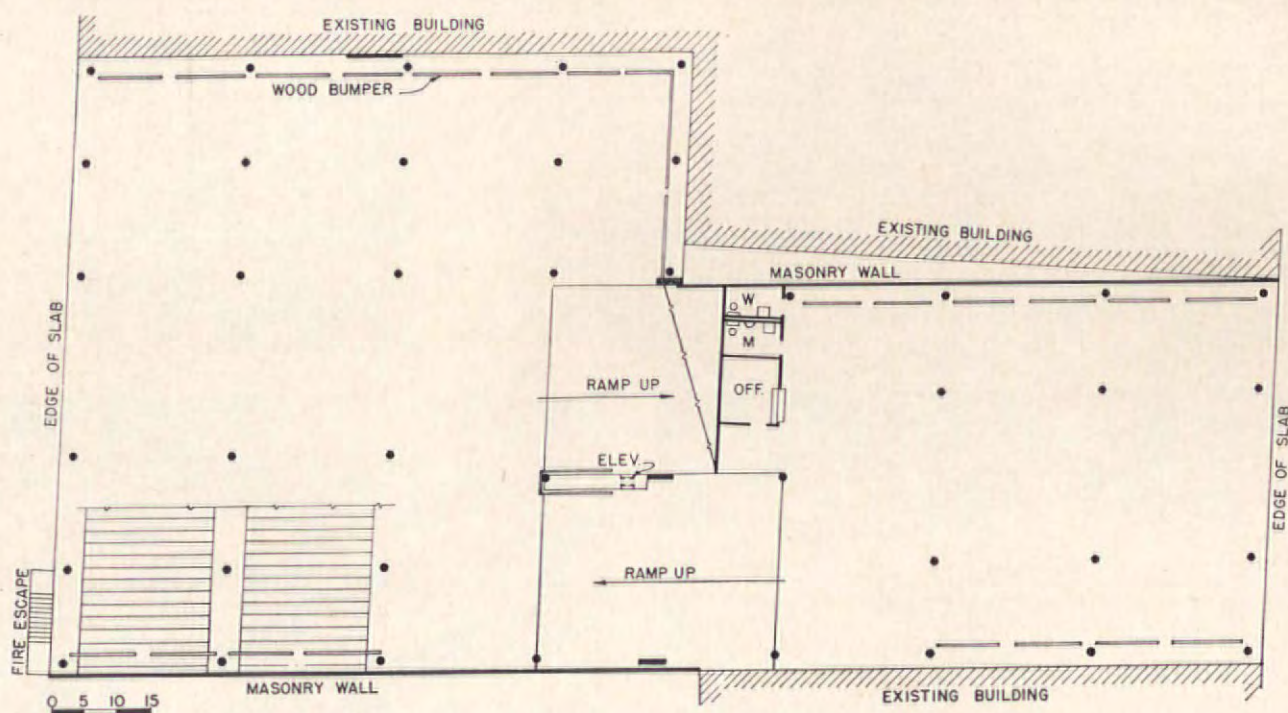 EXISTING BUILDING
WOOD BUMPER
EXISTING BUILDING
MASONRY WALL
EDGE OF SLAB
W
M
RAMP UP
OFF.
EDGE OF SLAB
ELEV.
RAMP UP
FIRE ESCAPE
MASONRY WALL
EXISTING BUILDING
0 5 10 15